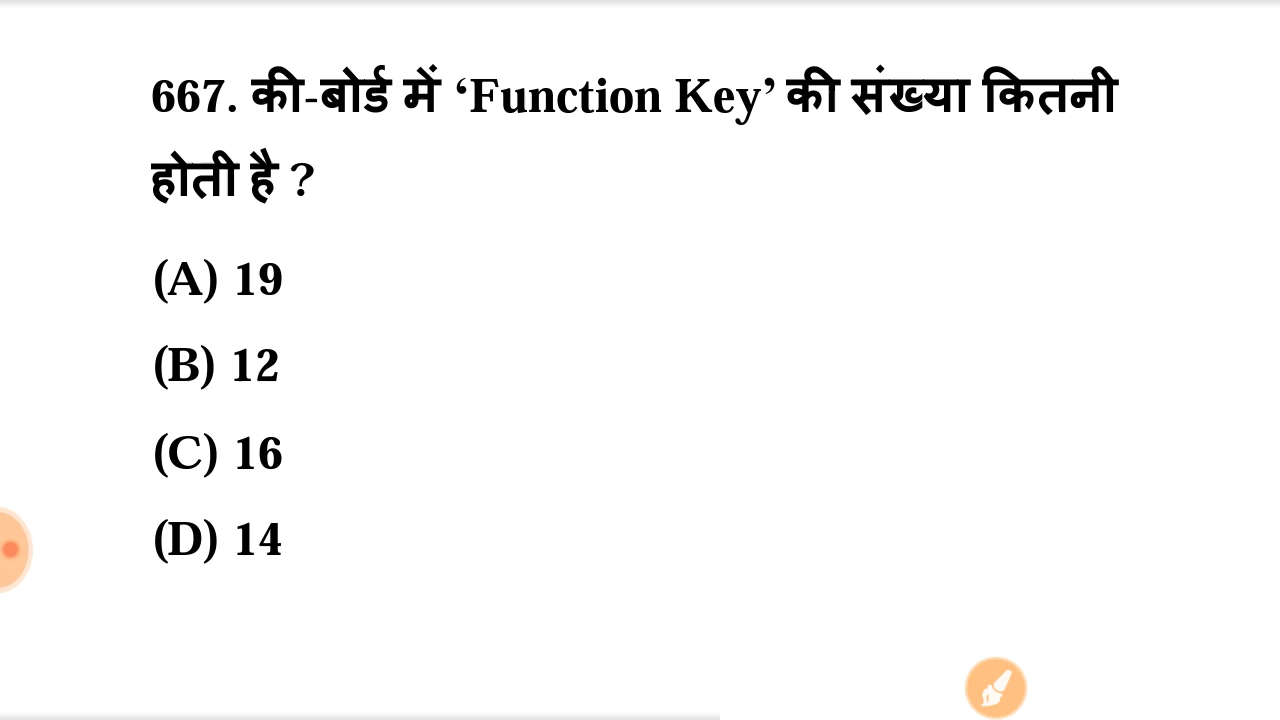 667. की-बोर्ड में ‘Function Key’ की संख्या कितनी
होती है ?
(A) 19
(B) 12
(C) 16
(D) 14